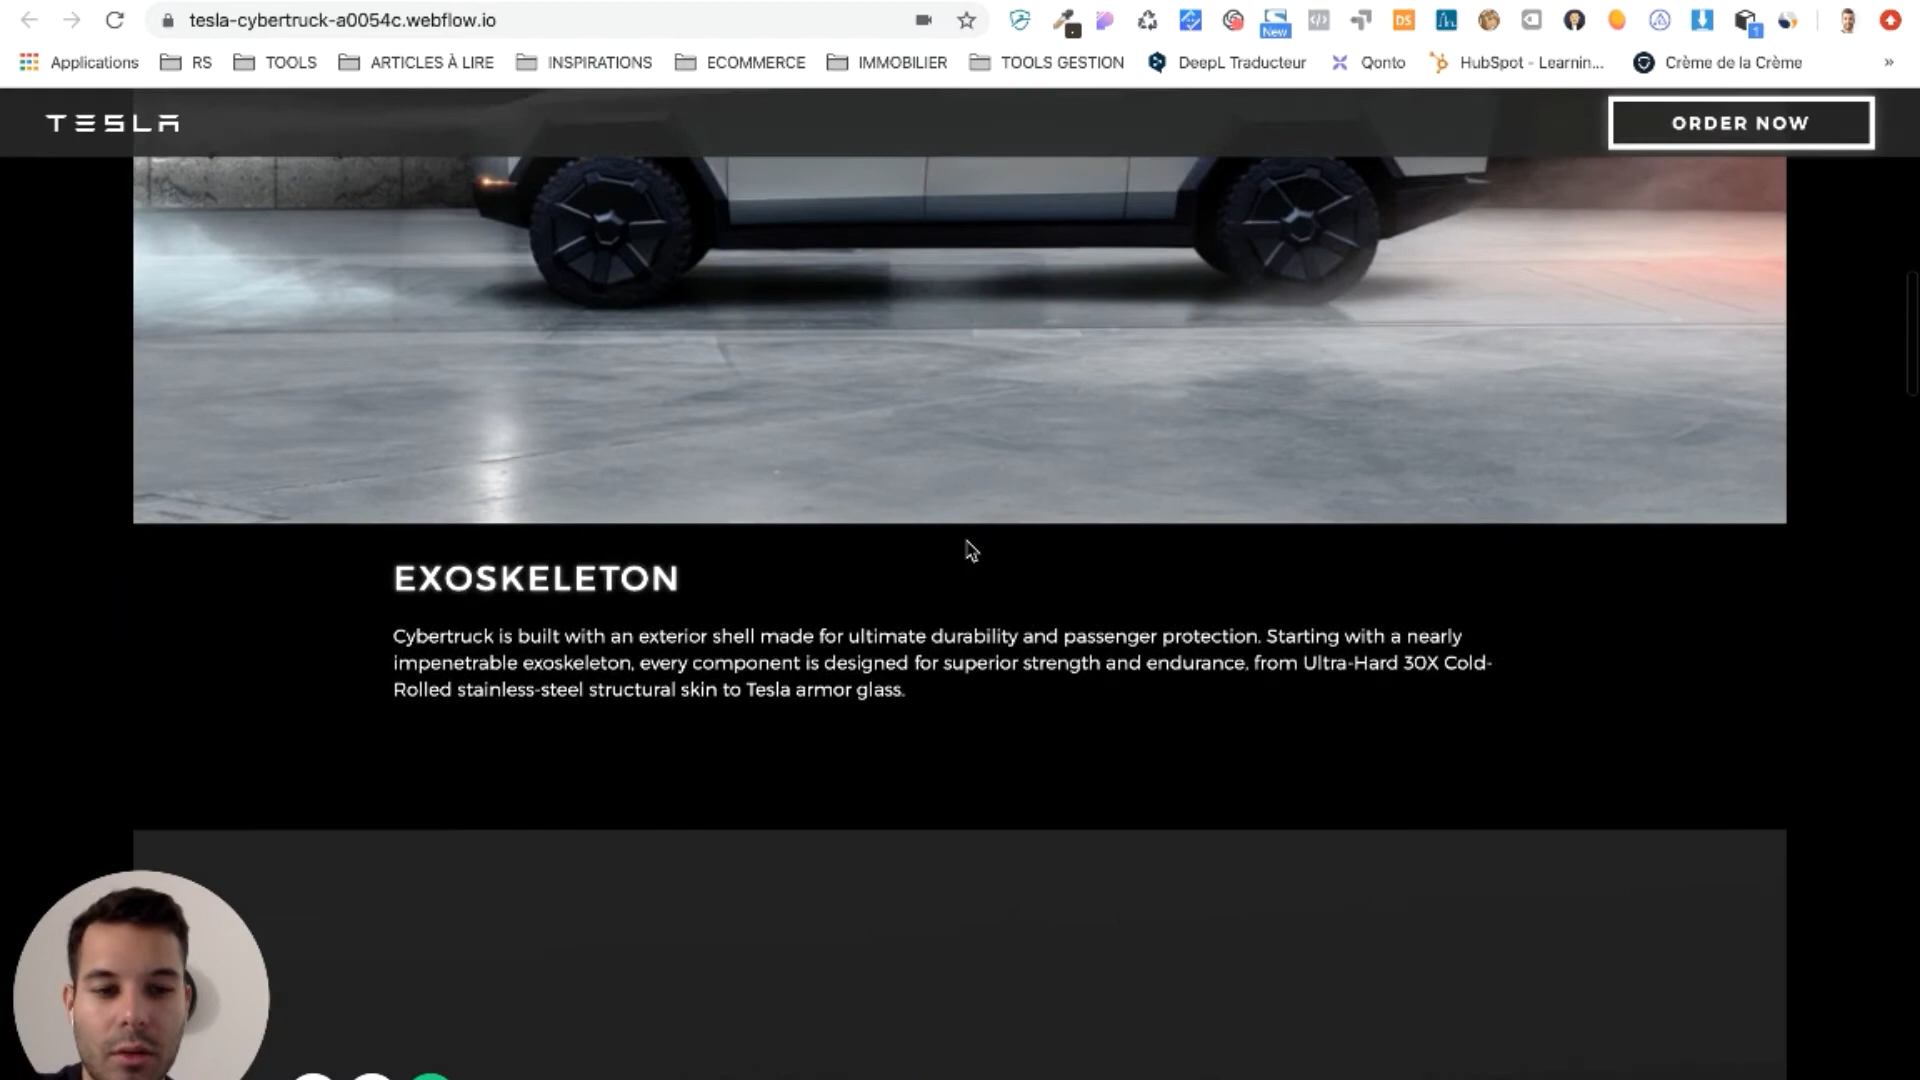 tesla-cybertruck-a0054c.webflow.io
New
DS
1
Applications RS TOOLS ARTICLES À LIRE INSPIRATIONS ECOMMERCE IMMOBILIER TOOLS GESTION DeepL Traducteur Qonto HubSpot - Learnin... Crème de la Crème »
TESLA
ORDER NOW
EXOSKELETON
Cybertruck is built with an exterior shell made for ultimate durability and passenger protection. Starting with a nearly
impenetrable exoskeleton, every component is designed for superior strength and endurance, from Ultra-Hard 30X Cold-
Rolled stainless-steel structural skin to Tesla armor glass.